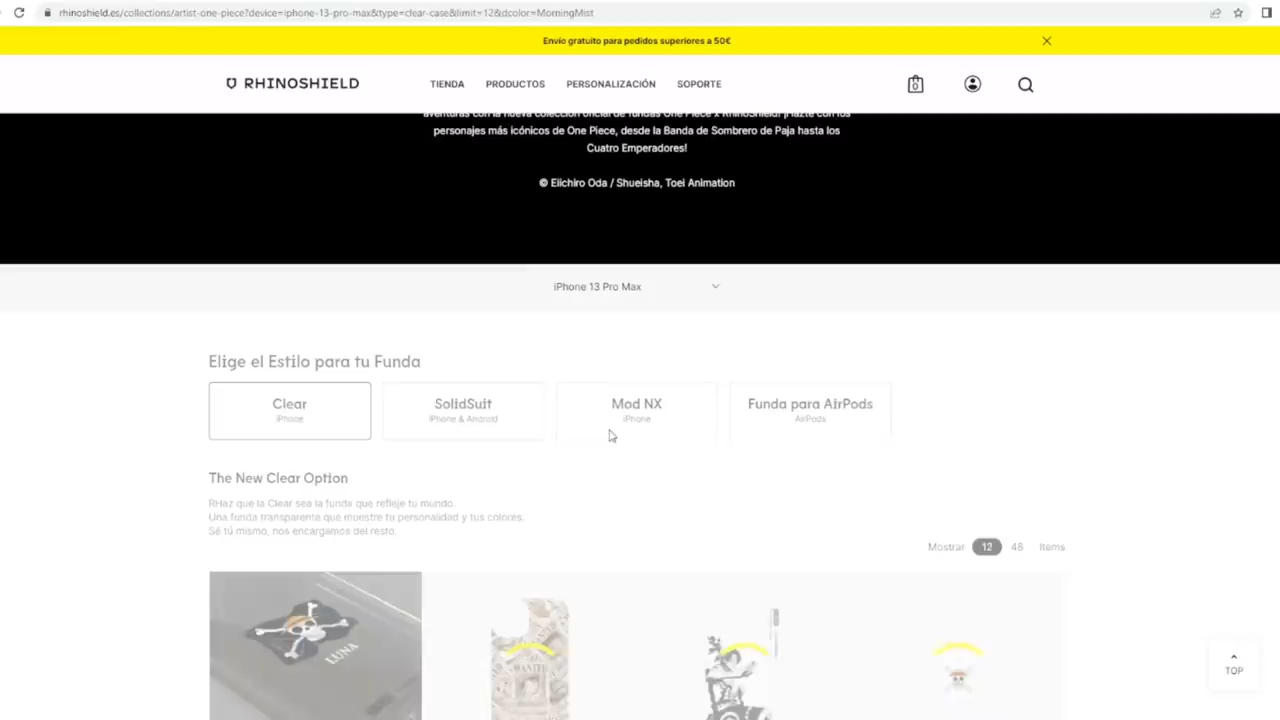 rhinoshield.es/collections/artist-one-piece?device=iphone-13-pro-max&type=clear-case&limit=12&dcolor=MorningMist
Envío gratuito para pedidos superiores a 50€
RHINOSHIELD
TIENDA PRODUCTOS PERSONALIZACIÓN SOPORTE
0
aventuras con la nueva colección oficial de fundas One Piece x RhinoShield! ¡Hazte con los
personajes más icónicos de One Piece, desde la Banda de Sombrero de Paja hasta los
Cuatro Emperadores!
© Eiichiro Oda / Shueisha, Toei Animation
iPhone 13 Pro Max
Elige el Estilo para tu Funda
Clear SolidSuit Mod NX Funda para AirPods
iPhone iPhone & Android iPhone AirPods
The New Clear Option
RHaz que la Clear sea la funda que refleje tu mundo.
Una funda transparente que muestre tu personalidad y tus colores.
Sé tú mismo, nos encargamos del resto.
Mostrar 12 48 Items
LUNA
WANTED
TOP